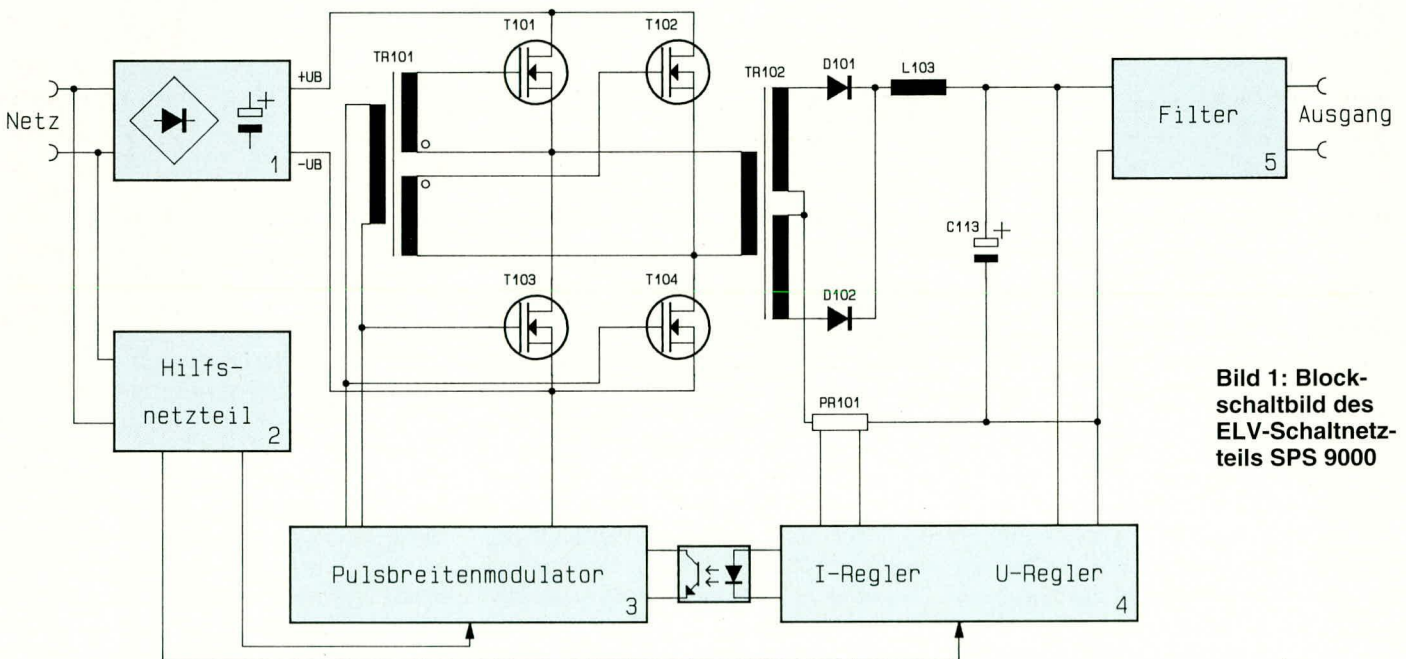 T101
T102
TR101
TR102
D101
L103
+UB
-UB
Netz
1
Filter
5
Ausgang
C113
+
T103
T104
D102
Hilfs-
netzteil
2
PR101
Bild 1: Block-
schaltbild des
ELV-Schaltnetz-
teils SPS 9000
Pulsbreitenmodulator
3
I-Regler U-Regler
4